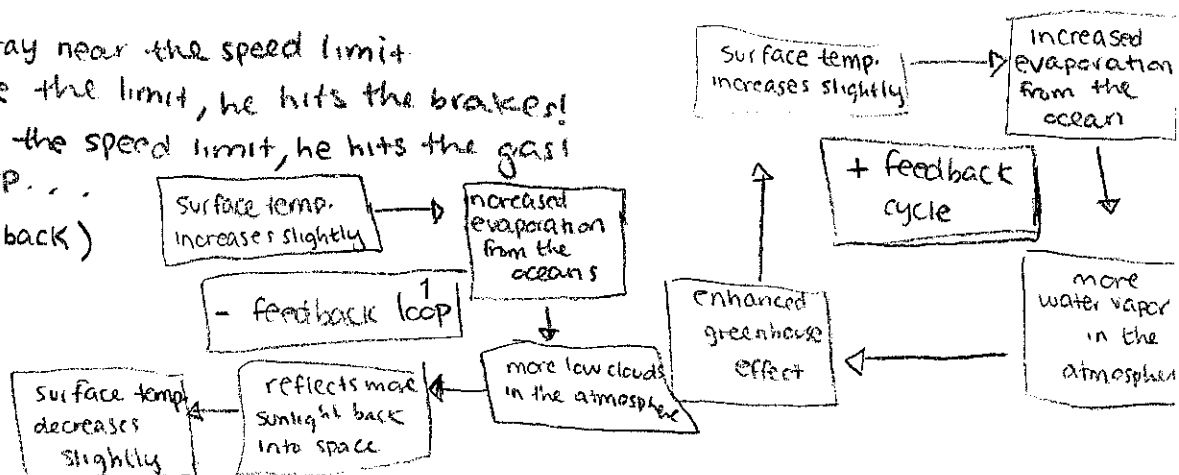 ay near the speed limit
e the limit, he hits the brakes!
the speed limit, he hits the gas!
P...
back)
Surface temp.
increases slightly
ncreased
evaporation
from the
oceans
- feedback loop
1
more low clouds
in the atmosphere
reflects more
sunlight back
into space
Surface temp.
decreases
slightly
Surface temp.
increases slightly
increased
evaporation
from the
ocean
+ feedback
cycle
more
water vapor
in the
atmospher
enhanced
greenhouse
effect